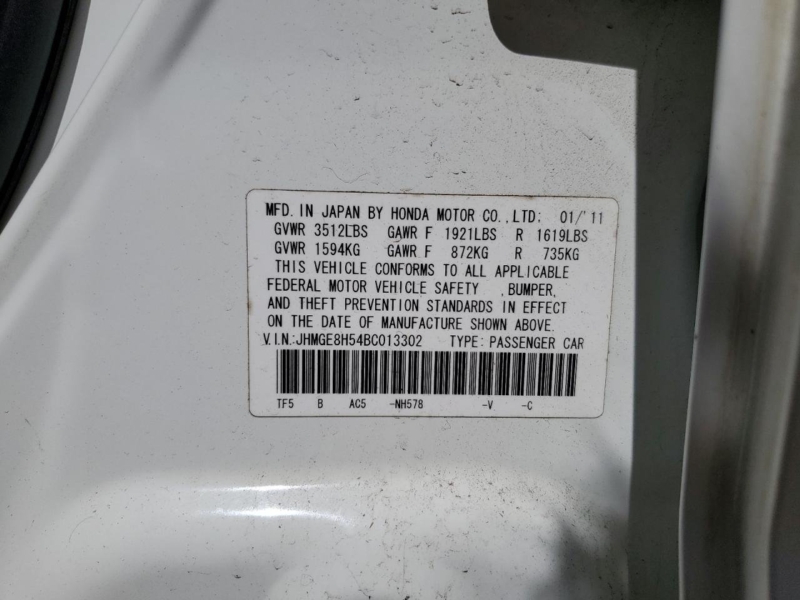 MFD. IN JAPAN BY HONDA MOTOR CO., LTD: 01/'11
GVWR 3512LBS GAWR F 1921LBS R 1619LBS
GVWR 1594KG GAWR F 872KG R 735KG
THIS VEHICLE CONFORMS TO ALL APPLICABLE
FEDERAL MOTOR VEHICLE SAFETY ,BUMPER,
AND THEFT PREVENTION STANDARDS IN EFFECT
ON THE DATE OF MANUFACTURE SHOWN ABOVE.
V.I.N.:JHMGE8H54BC013302 TYPE: PASSENGER CAR
TF5 B AC5 -NH578 -V -C